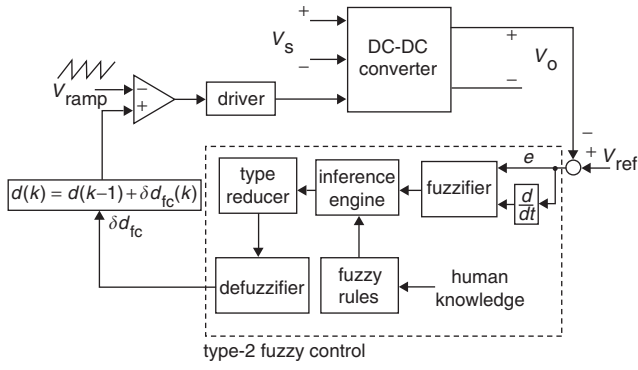 +
V_s
−
DC-DC
converter
+
V_o
−
V_ramp
−
+
driver
−
+
V_ref
e
d(k) = d(k−1) + δd_fc(k)
δd_fc
type
reducer
inference
engine
fuzzifier
d
dt
defuzzifier
fuzzy
rules
human
knowledge
type-2 fuzzy control